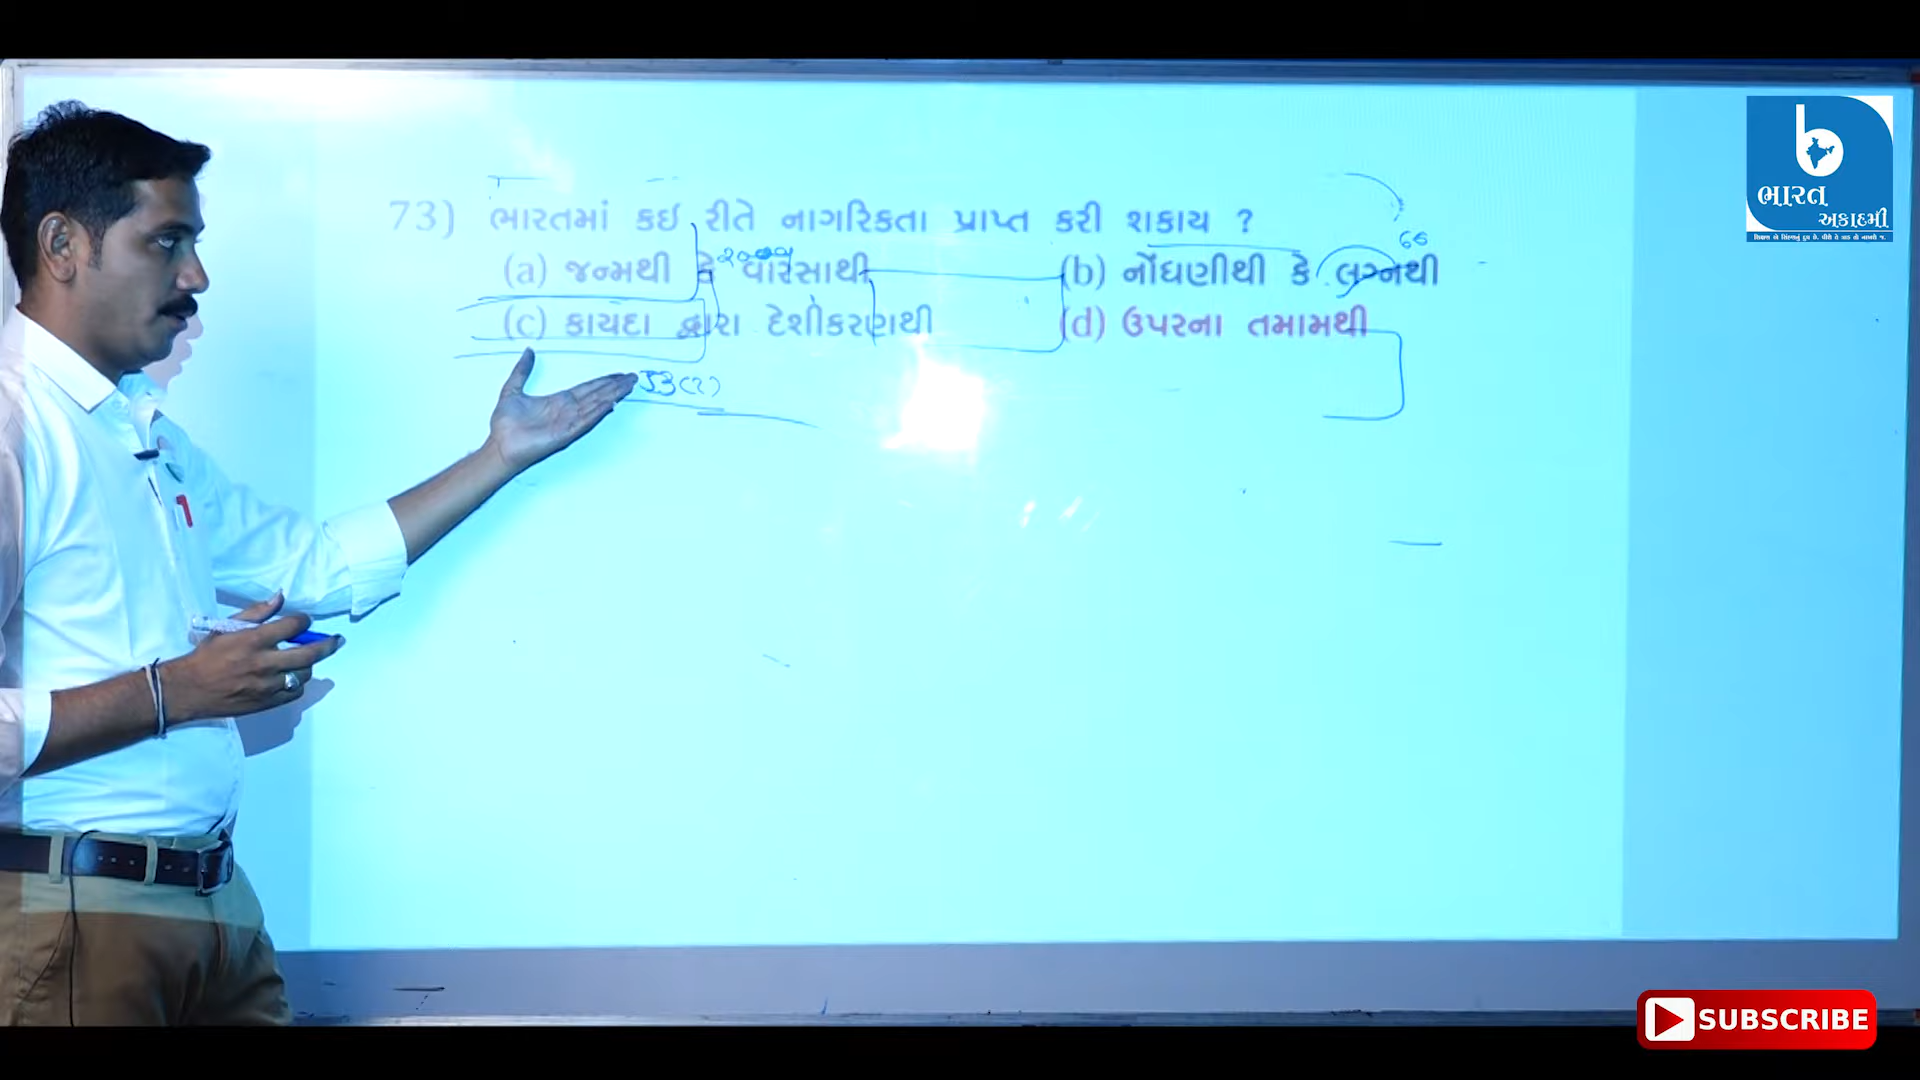 73) ભારતમાં કઇ રીતે નાગરિકતા પ્રાપ્ત કરી શકાય ?
(a) જન્મથી કે વારસાથી (b) નોંધણીથી કે લગ્નથી
(c) કાયદા દ્વારા દેશીકરણથી (d) ઉપરના તમામથી
ભારત
અકાદમી
SUBSCRIBE